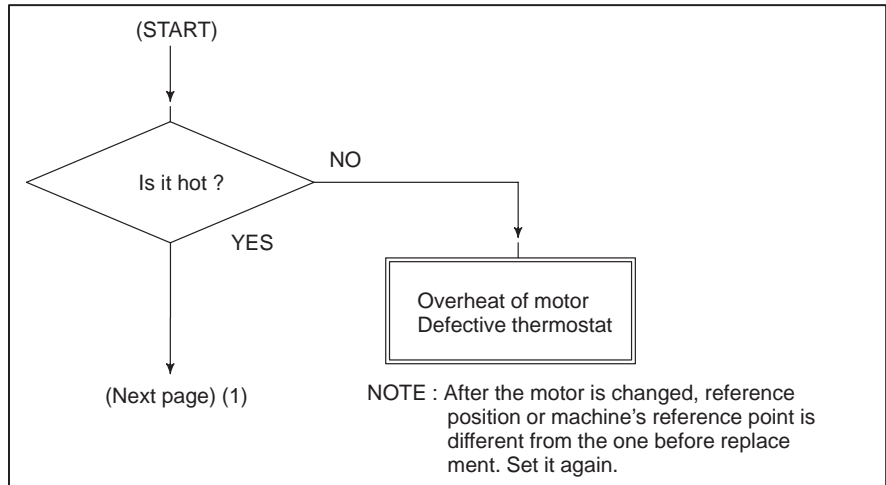 (START)
Is it hot ?
NO
YES
Overheat of motor
Defective thermostat
(Next page) (1)
NOTE : After the motor is changed, reference
position or machine’s reference point is
different from the one before replace
ment. Set it again.